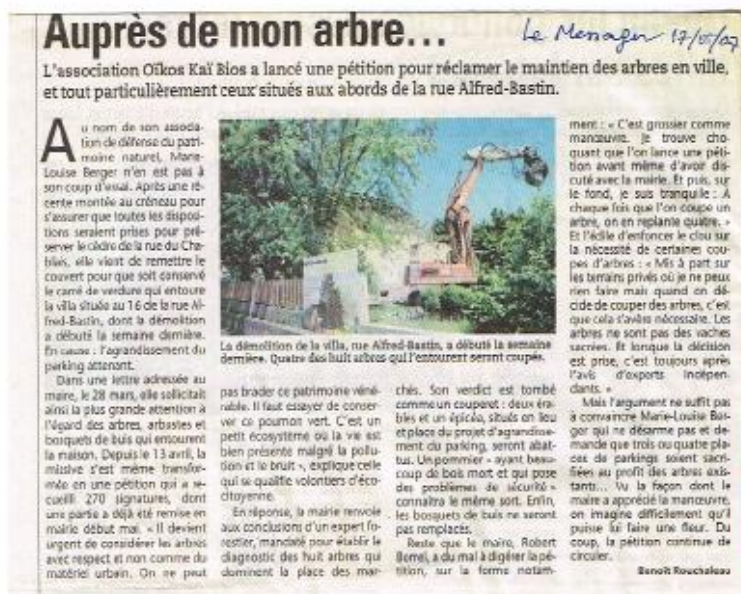 Auprès de mon arbre...
Le Messager 17/05/07
L'association Oïkos Kaï Bios a lancé une pétition pour réclamer le maintien des arbres en ville,
et tout particulièrement ceux situés aux abords de la rue Alfred-Bastin.
Au nom de son associa-
tion de défense du patri-
moine naturel, Marie-
Louise Berger n'en est pas à
son coup d'essai. Après une ré-
cente montée au créneau pour
s'assurer que toutes les disposi-
tions seraient prises pour pré-
server le cèdre de la rue du Cha-
blais, elle vient de remettre le
couvert pour que soit conservé
le carré de verdure qui entoure
la villa située au 16 de la rue Al-
fred-Bastin, dont la démolition
a débuté la semaine dernière.
En cause : l'agrandissement du
parking attenant.
Dans une lettre adressée au
maire, le 28 mars, elle sollicitait
ainsi la plus grande attention à
l'égard des arbres, arbustes et
bosquets de buis qui entourent
la maison. Depuis le 13 avril, la
missive s'est même transfor-
mée en une pétition qui a re-
cueilli 270 signatures, dont
une partie a déjà été remise en
mairie début mai. « Il devient
urgent de considérer les arbres
avec respect et non comme du
matériel urbain. On ne peut
La démolition de la villa, rue Alfred-Bastin, a débuté la semaine
dernière. Quatre des huit arbres qui l'entourent seront coupés.
pas brader ce patrimoine véné-
rable. Il faut essayer de conser-
ver ce poumon vert. C'est un
petit écosystème où la vie est
bien présente malgré la pollu-
tion et le bruit », explique celle
qui se qualifie volontiers d'éco-
citoyenne.
En réponse, la mairie renvoie
aux conclusions d'un expert fo-
restier, mandaté pour établir le
diagnostic des huit arbres qui
dominent la place des mar-
chés. Son verdict est tombé
comme un couperet : deux éra-
bles et un épicéa, situés en lieu
et place du projet d'agrandisse-
ment du parking, seront abat-
tus. Un pommier « ayant beau-
coup de bois mort et qui pose
des problèmes de sécurité »
connaîtra le même sort. Enfin,
les bosquets de buis ne seront
pas remplacés.
Reste que le maire, Robert
Borrel, a du mal à digérer la pé-
tition, sur la forme notam-
ment : « C'est grossier comme
manœuvre. Je trouve cho-
quant que l'on lance une péti-
tion avant même d'avoir dis-
cuté avec la mairie. Et puis, sur
le fond, je suis tranquille : A
chaque fois que l'on coupe un
arbre, on en replante quatre. »
Et l'édile d'enfoncer le clou sur
la nécessité de certaines cou-
pes d'arbres : « Mis à part sur
les terrains privés où je ne peux
rien faire mais quand on dé-
cide de couper des arbres, c'est
que cela s'avère nécessaire. Les
arbres ne sont pas des vaches
sacrées. Et lorsque la décision
est prise, c'est toujours après
l'avis d'experts indépen-
dants. »
Mais l'argument ne suffit pas
à convaincre Marie-Louise Ber-
ger qui ne désarme pas et de-
mande que trois ou quatre pla-
ces de parkings soient sacri-
fiées au profit des arbres exis-
tants... Vu la façon dont le
maire a apprécié la manœuvre,
on imagine difficilement qu'il
puisse lui faire une fleur. Du
coup, la pétition continue de
circuler.
Benoît Rouchaleau